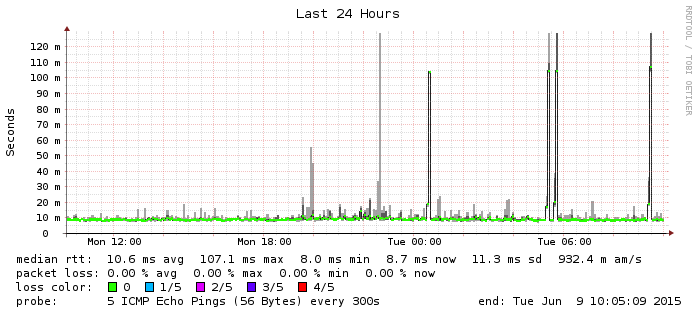 Last 24 Hours
RRDTOOL / TOBI OETIKER
Seconds
120 m
110 m
100 m
90 m
80 m
70 m
60 m
50 m
40 m
30 m
20 m
10 m
0
Mon 12:00 Mon 18:00 Tue 00:00 Tue 06:00
median rtt: 10.6 ms avg 107.1 ms max 8.0 ms min 8.7 ms now 11.3 ms sd 932.4 m am/s
packet loss: 0.00 % avg 0.00 % max 0.00 % min 0.00 % now
loss color: 0 1/5 2/5 3/5 4/5
probe: 5 ICMP Echo Pings (56 Bytes) every 300s end: Tue Jun 9 10:05:09 2015